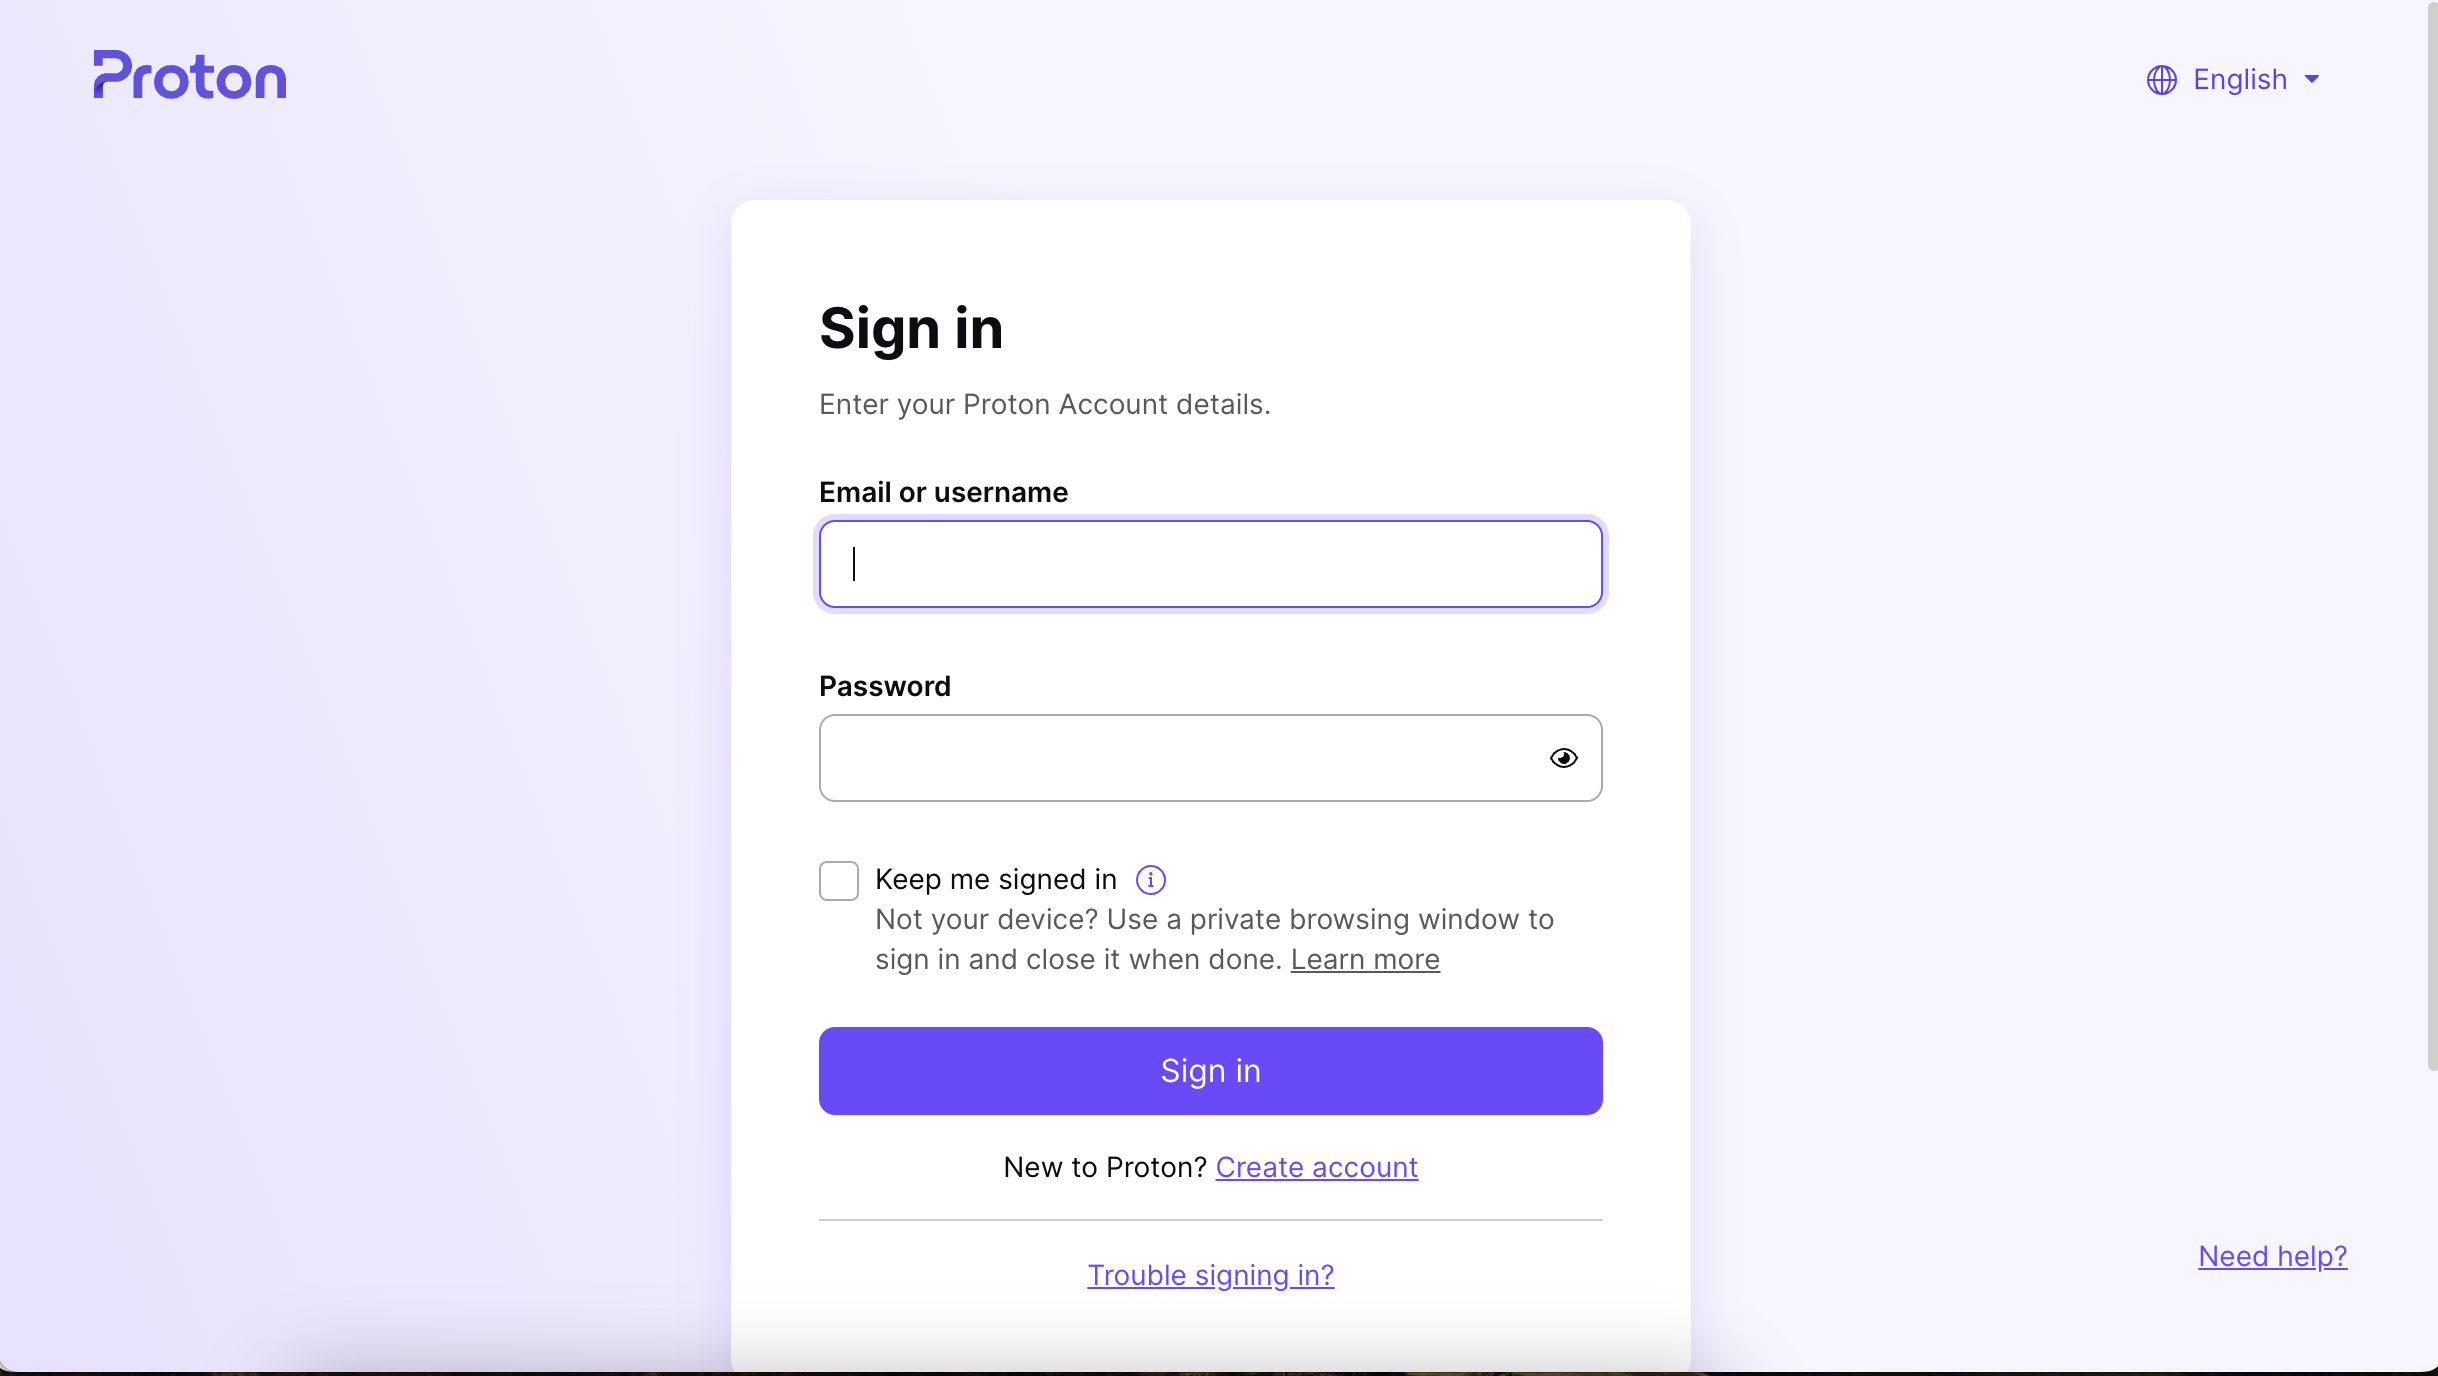 Proton
English
Sign in
Enter your Proton Account details.
Email or username
Password
Keep me signed in
Not your device? Use a private browsing window to
sign in and close it when done. Learn more
Sign in
New to Proton? Create account
Trouble signing in?
Need help?